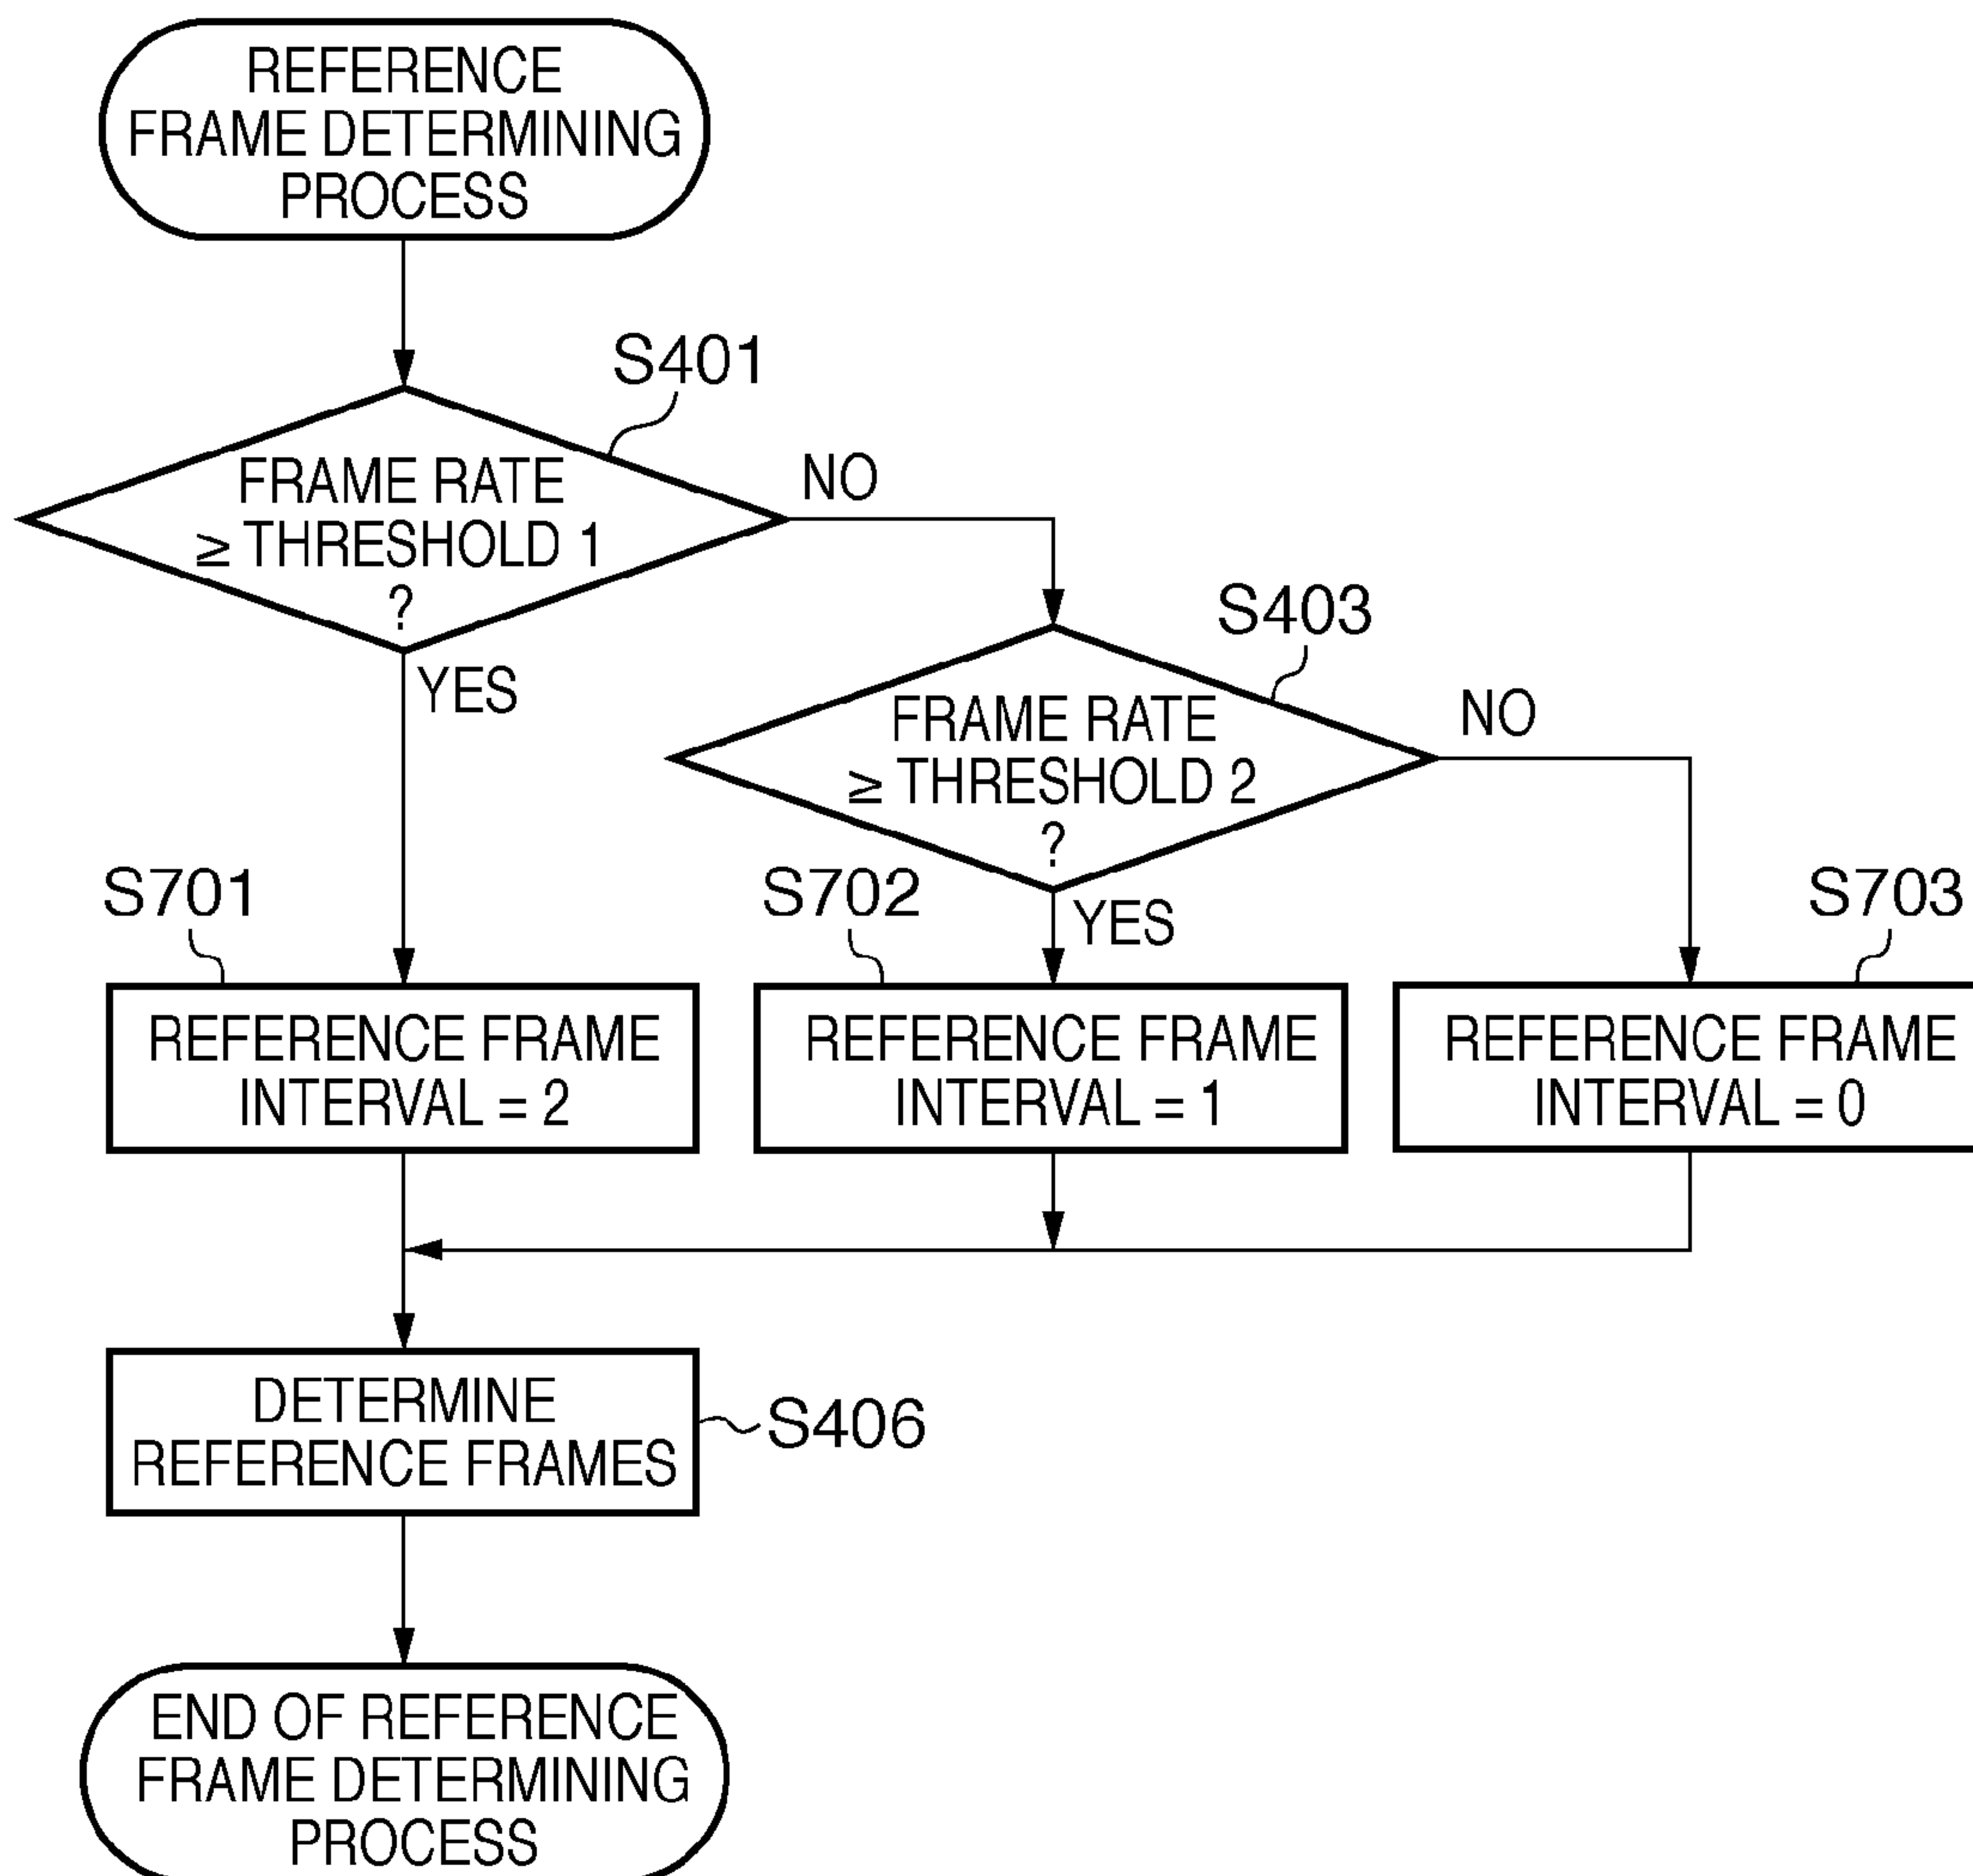 REFERENCE
FRAME DETERMINING
PROCESS
S401
FRAME RATE
≥ THRESHOLD 1
?
NO
YES
S403
FRAME RATE
≥ THRESHOLD 2
?
NO
YES
S701
REFERENCE FRAME
INTERVAL = 2
S702
REFERENCE FRAME
INTERVAL = 1
S703
REFERENCE FRAME
INTERVAL = 0
DETERMINE
REFERENCE FRAMES
S406
END OF REFERENCE
FRAME DETERMINING
PROCESS